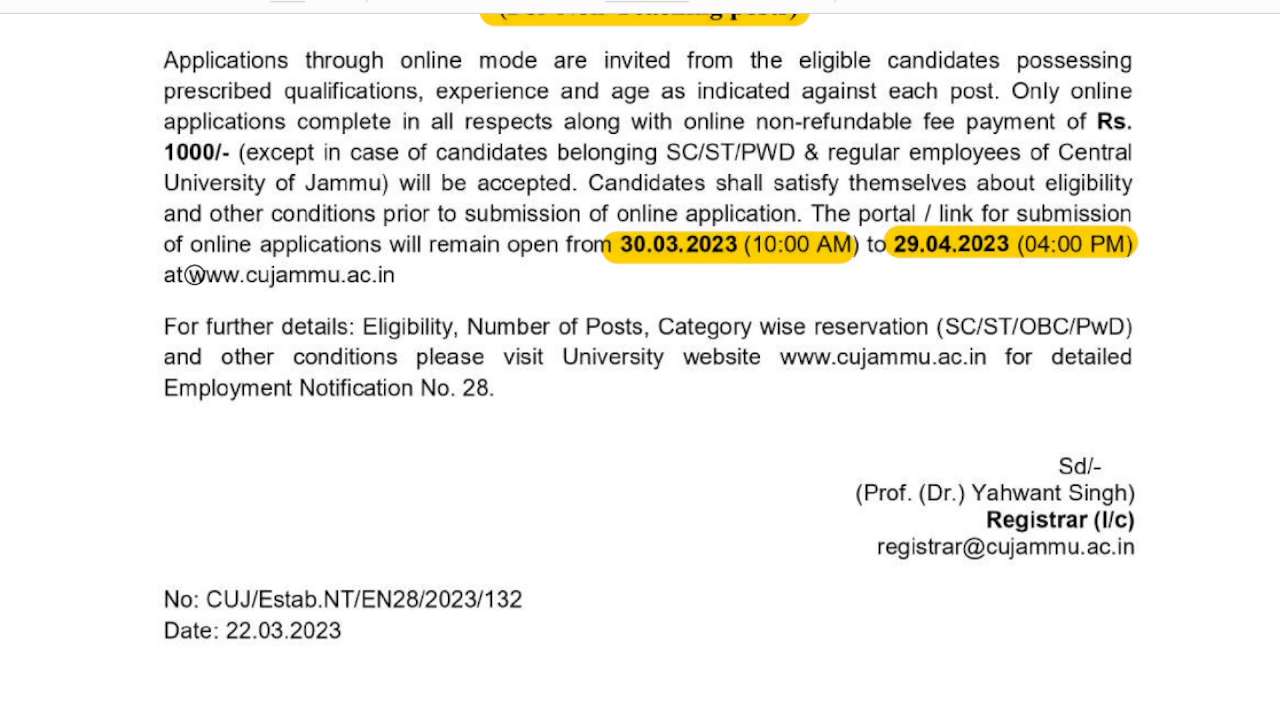 Applications through online mode are invited from the eligible candidates possessing
prescribed qualifications, experience and age as indicated against each post. Only online
applications complete in all respects along with online non-refundable fee payment of Rs.
1000/- (except in case of candidates belonging SC/ST/PWD & regular employees of Central
University of Jammu) will be accepted. Candidates shall satisfy themselves about eligibility
and other conditions prior to submission of online application. The portal / link for submission
of online applications will remain open from 30.03.2023 (10:00 AM) to 29.04.2023 (04:00 PM)
at www.cujammu.ac.in
For further details: Eligibility, Number of Posts, Category wise reservation (SC/ST/OBC/PwD)
and other conditions please visit University website www.cujammu.ac.in for detailed
Employment Notification No. 28.
Sd/-
(Prof. (Dr.) Yahwant Singh)
Registrar (I/c)
registrar@cujammu.ac.in
No: CUJ/Estab.NT/EN28/2023/132
Date: 22.03.2023